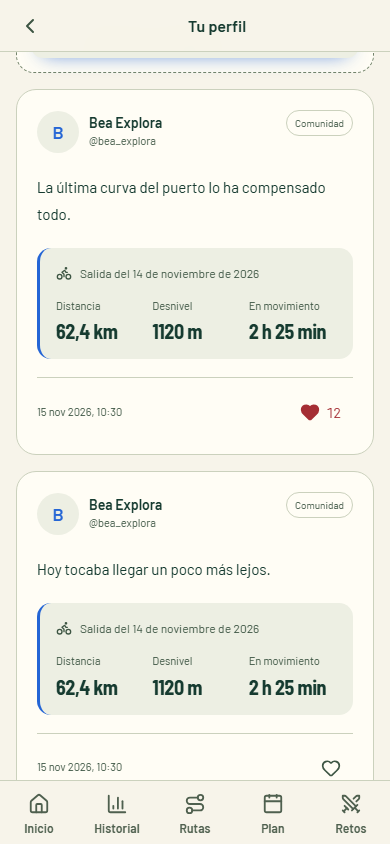 Tu perfil
B
Bea Explora
@bea_explora
Comunidad
La última curva del puerto lo ha compensado
todo.
Salida del 14 de noviembre de 2026
Distancia Desnivel En movimiento
62,4 km 1120 m 2 h 25 min
15 nov 2026, 10:30 12
B
Bea Explora
@bea_explora
Comunidad
Hoy tocaba llegar un poco más lejos.
Salida del 14 de noviembre de 2026
Distancia Desnivel En movimiento
62,4 km 1120 m 2 h 25 min
15 nov 2026, 10:30
Inicio Historial Rutas Plan Retos